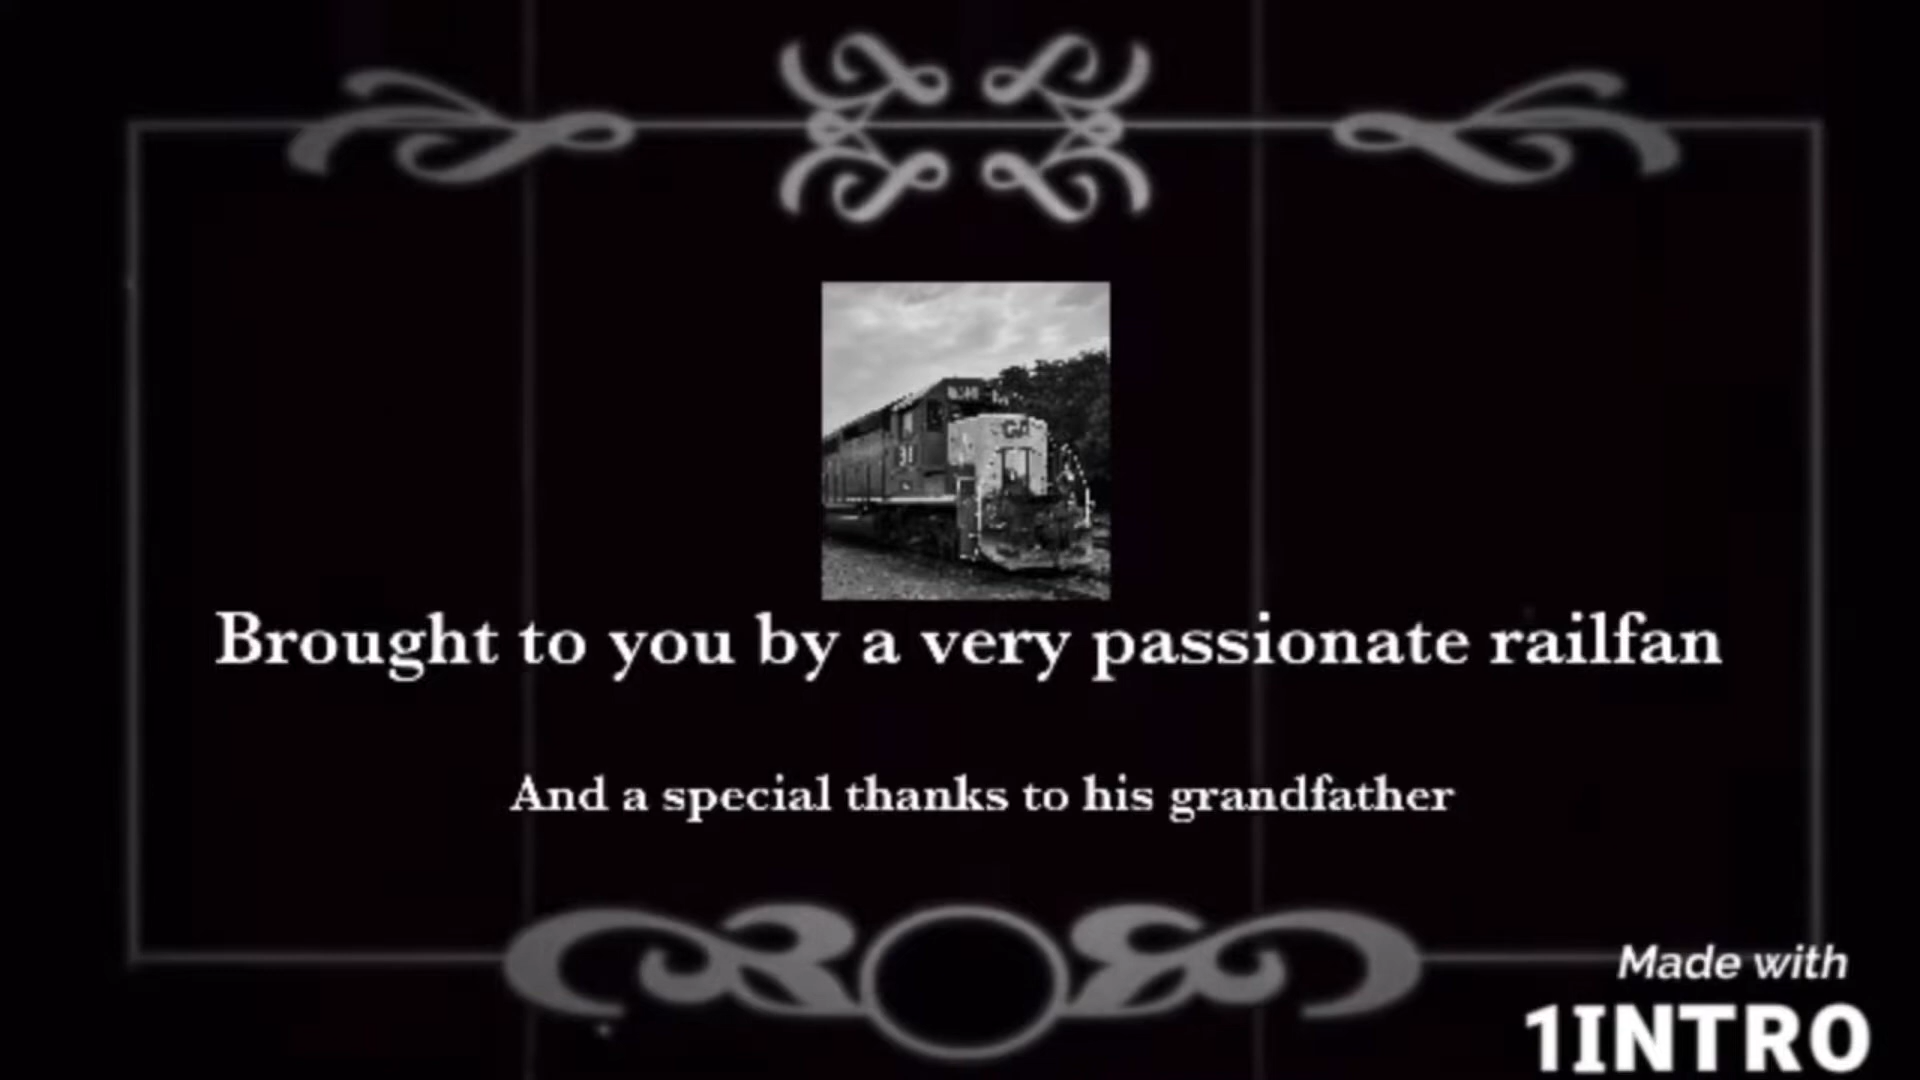 Brought to you by a very passionate railfan
And a special thanks to his grandfather
Made with
1INTRO